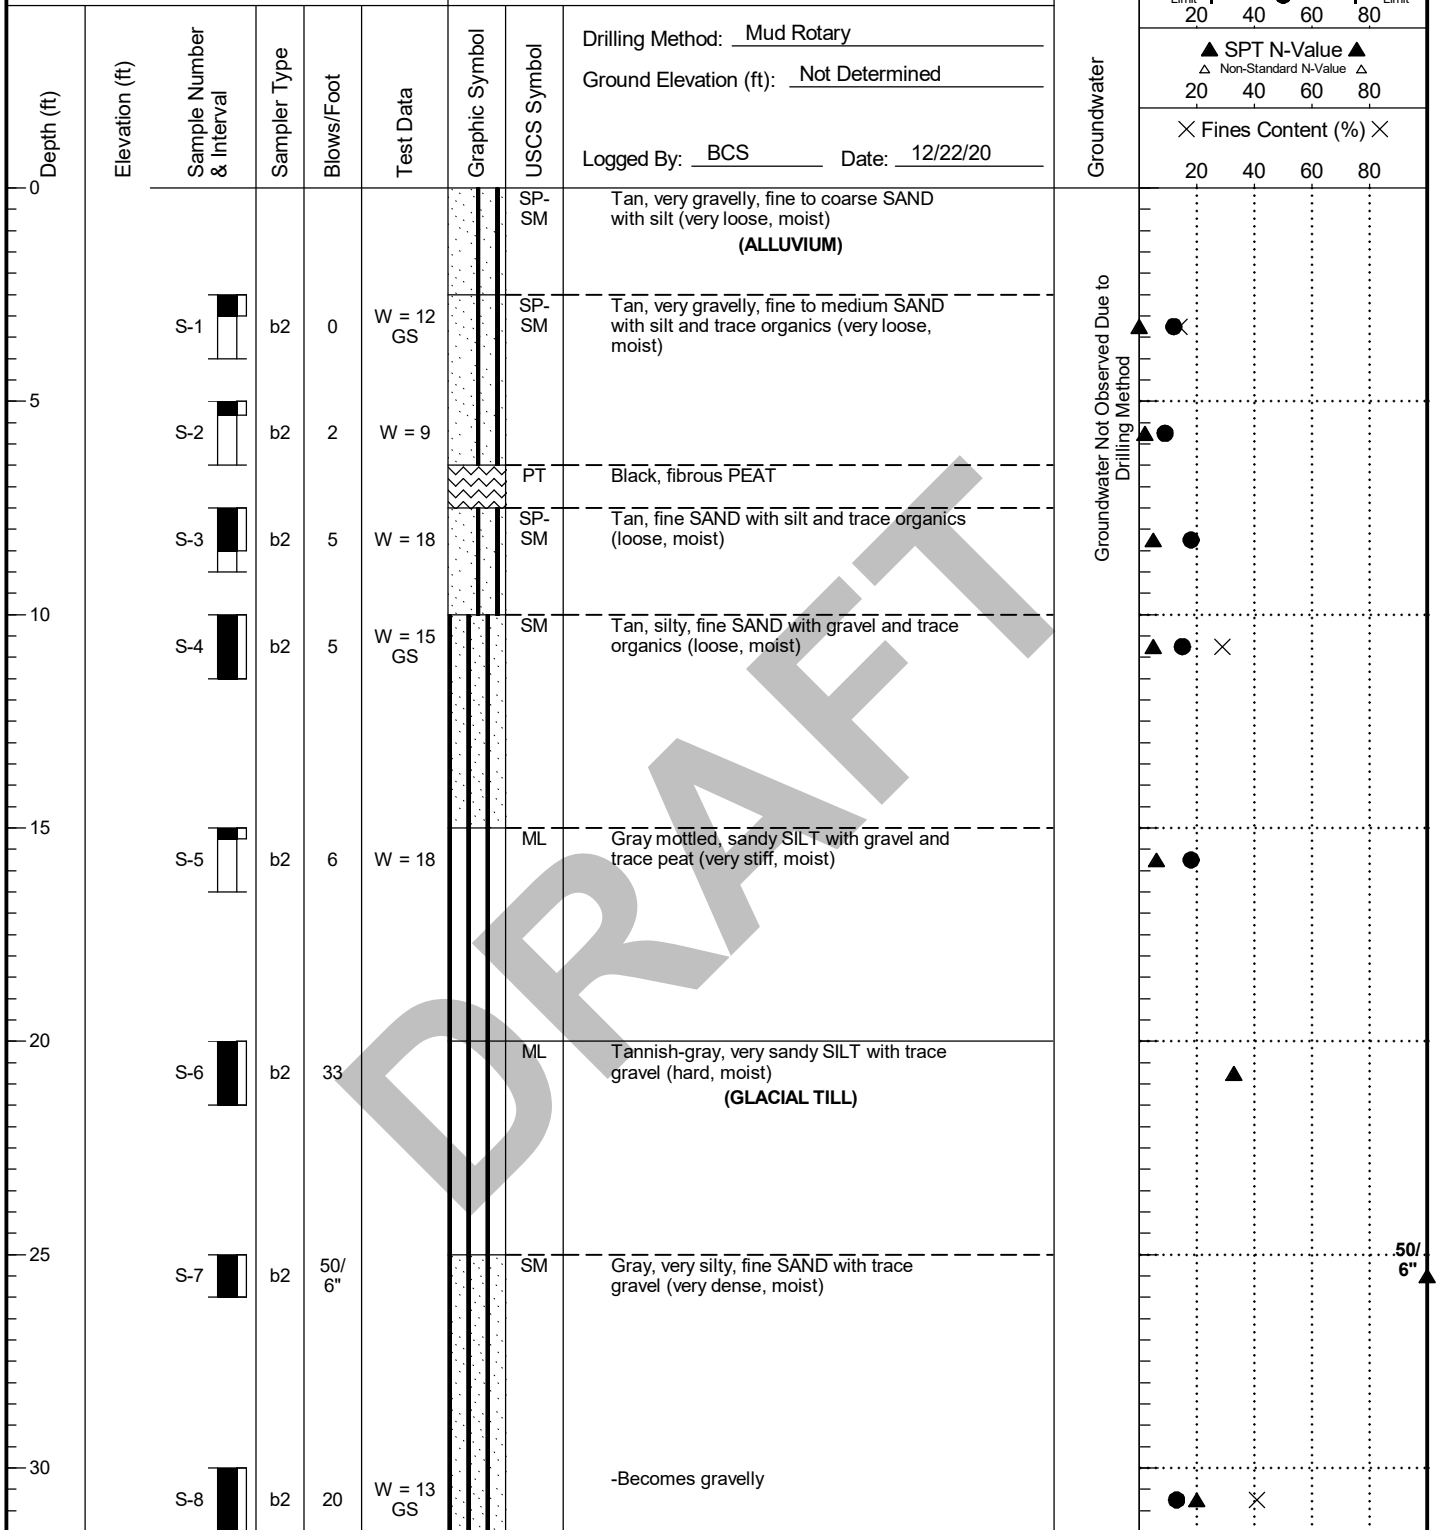 Limit
Limit
20 40 60 80
Drilling Method: Mud Rotary
▲ SPT N-Value ▲
△ Non-Standard N-Value △
Ground Elevation (ft): Not Determined
20 40 60 80
Depth (ft)
Elevation (ft)
Sample Number
& Interval
Sampler Type
Blows/Foot
Test Data
Graphic Symbol
USCS Symbol
Groundwater
× Fines Content (%) ×
Logged By: BCS Date: 12/22/20
20 40 60 80
0
SP-
SM
Tan, very gravelly, fine to coarse SAND
with silt (very loose, moist)
(ALLUVIUM)
Groundwater Not Observed Due to
Drilling Method
S-1 b2 0
W = 12
GS
SP-
SM
Tan, very gravelly, fine to medium SAND
with silt and trace organics (very loose,
moist)
5
S-2 b2 2 W = 9
PT Black, fibrous PEAT
S-3 b2 5 W = 18
SP-
SM
Tan, fine SAND with silt and trace organics
(loose, moist)
10
S-4 b2 5
W = 15
GS
SM
Tan, silty, fine SAND with gravel and trace
organics (loose, moist)
15
S-5 b2 6 W = 18
ML
Gray mottled, sandy SILT with gravel and
trace peat (very stiff, moist)
20
S-6 b2 33
ML
Tannish-gray, very sandy SILT with trace
gravel (hard, moist)
(GLACIAL TILL)
25
S-7 b2
50/
6"
SM
Gray, very silty, fine SAND with trace
gravel (very dense, moist)
50/
6"
30
S-8 b2 20
W = 13
GS
-Becomes gravelly
DRAFT